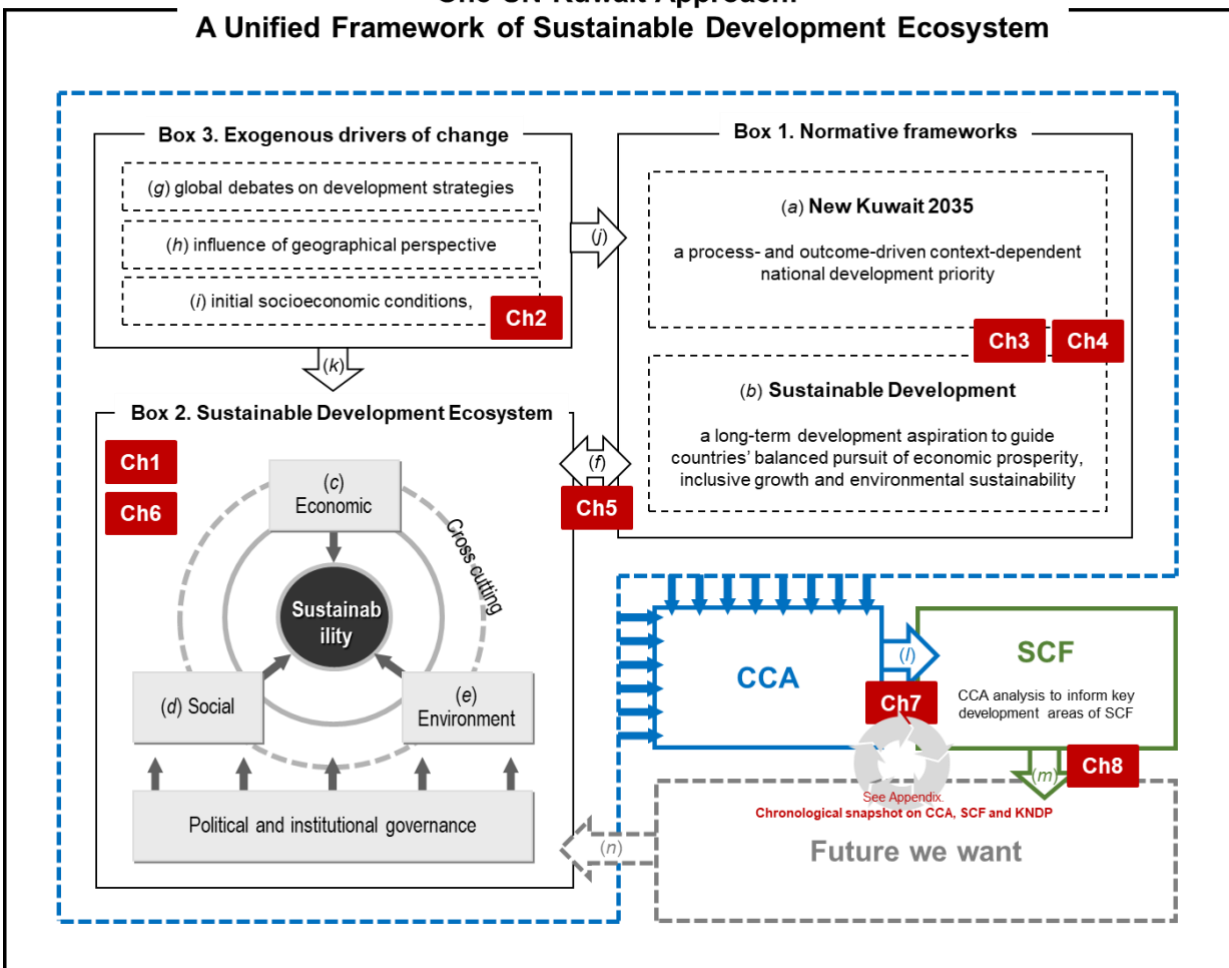 A Unified Framework of Sustainable Development Ecosystem
Box 3. Exogenous drivers of change
(g) global debates on development strategies
(h) influence of geographical perspective
(i) initial socioeconomic conditions,
Ch2
(j)
(k)
Box 1. Normative frameworks
(a) New Kuwait 2035
a process- and outcome-driven context-dependent
national development priority
Ch3
Ch4
(b) Sustainable Development
a long-term development aspiration to guide
countries' balanced pursuit of economic prosperity,
inclusive growth and environmental sustainability
(f)
Ch5
Box 2. Sustainable Development Ecosystem
Ch1
Ch6
(c)
Economic
Cross cutting
Sustainab
ility
(d) Social
(e)
Environment
Political and institutional governance
CCA
(l)
Ch7
SCF
CCA analysis to inform key
development areas of SCF
(m)
Ch8
See Appendix.
Chronological snapshot on CCA, SCF and KNDP
Future we want
(n)